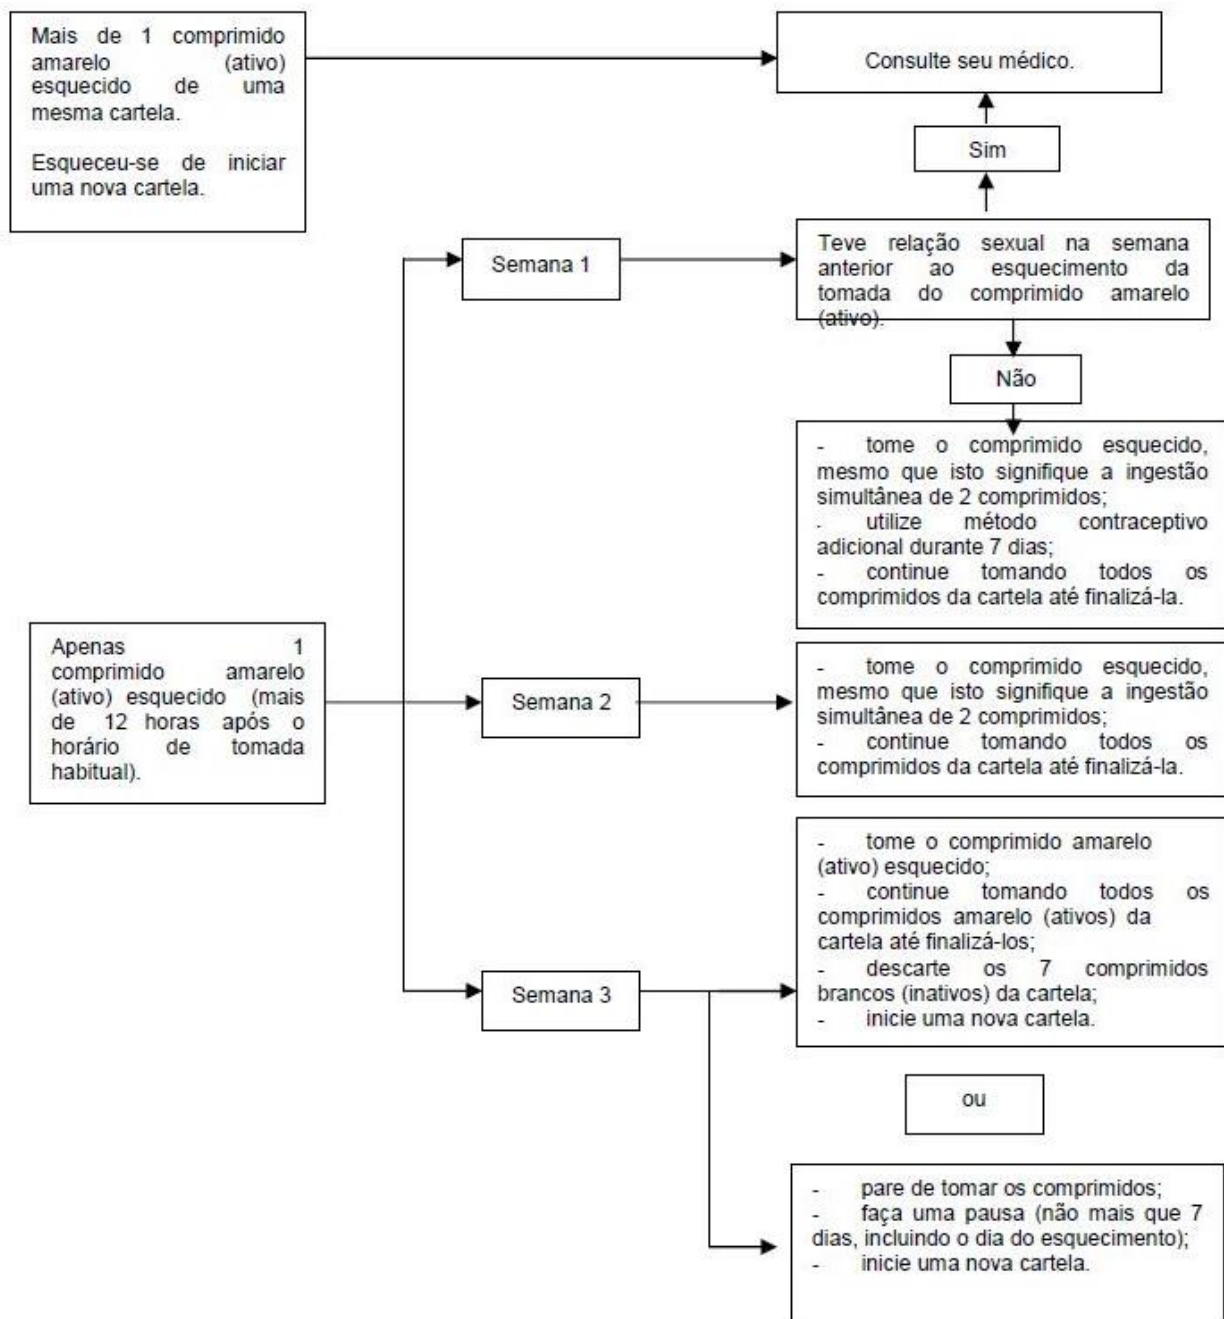 Mais de 1 comprimido
amarelo (ativo)
esquecido de uma
mesma cartela.
Esqueceu-se de iniciar
uma nova cartela.
Consulte seu médico.
Sim
Semana 1
Teve relação sexual na semana
anterior ao esquecimento da
tomada do comprimido amarelo
(ativo).
Não
- tome o comprimido esquecido,
mesmo que isto signifique a ingestão
simultânea de 2 comprimidos;
- utilize método contraceptivo
adicional durante 7 dias;
- continue tomando todos os
comprimidos da cartela até finalizá-la.
Apenas 1
comprimido amarelo
(ativo) esquecido (mais
de 12 horas após o
horário de tomada
habitual).
Semana 2
- tome o comprimido esquecido,
mesmo que isto signifique a ingestão
simultânea de 2 comprimidos;
- continue tomando todos os
comprimidos da cartela até finalizá-la.
Semana 3
- tome o comprimido amarelo
(ativo) esquecido;
- continue tomando todos os
comprimidos amarelo (ativos) da
cartela até finalizá-los;
- descarte os 7 comprimidos
brancos (inativos) da cartela;
- inicie uma nova cartela.
ou
- pare de tomar os comprimidos;
- faça uma pausa (não mais que 7
dias, incluindo o dia do esquecimento);
- inicie uma nova cartela.